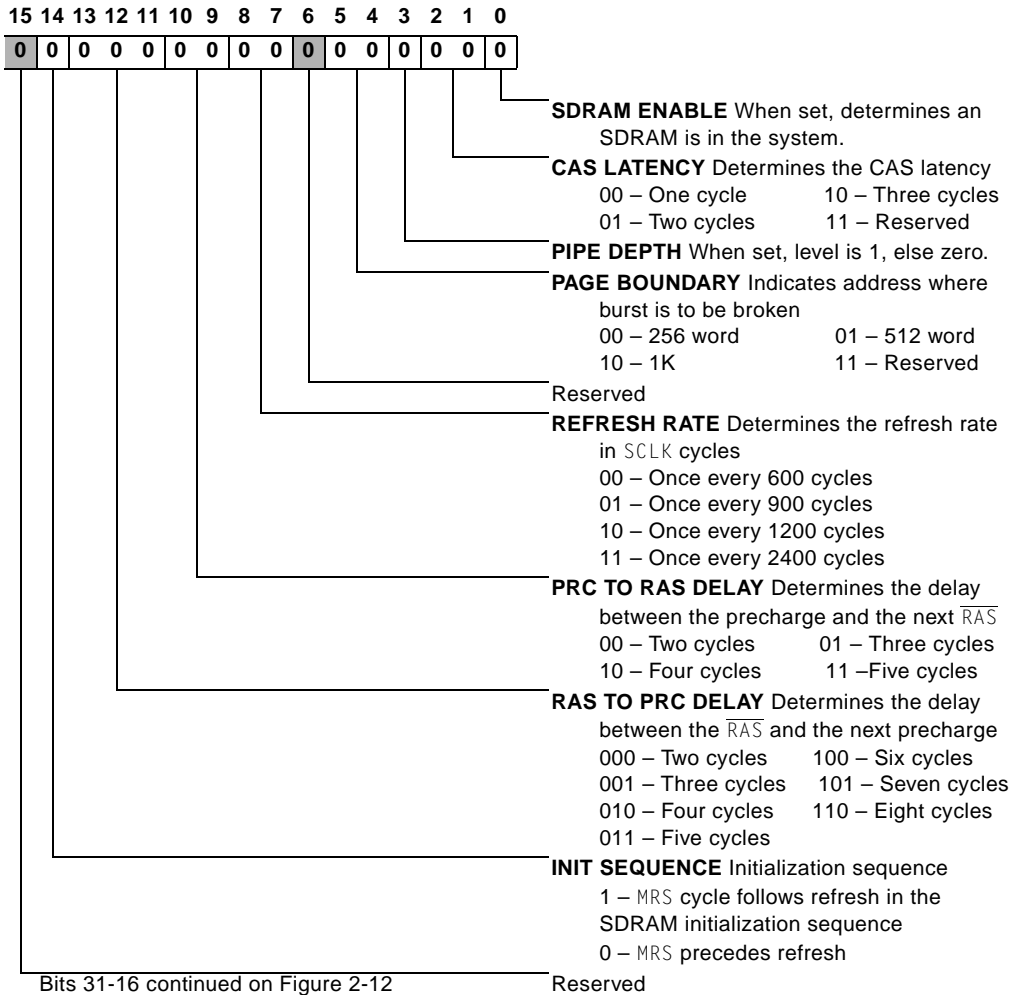 15 14 13 12 11 10 9 8 7 6 5 4 3 2 1 0
0 0 0 0 0 0 0 0 0 0 0 0 0 0 0 0
SDRAM ENABLE When set, determines an
SDRAM is in the system.
CAS LATENCY Determines the CAS latency
00 – One cycle 10 – Three cycles
01 – Two cycles 11 – Reserved
PIPE DEPTH When set, level is 1, else zero.
PAGE BOUNDARY Indicates address where
burst is to be broken
00 – 256 word 01 – 512 word
10 – 1K 11 – Reserved
Reserved
REFRESH RATE Determines the refresh rate
in SCLK cycles
00 – Once every 600 cycles
01 – Once every 900 cycles
10 – Once every 1200 cycles
11 – Once every 2400 cycles
PRC TO RAS DELAY Determines the delay
between the precharge and the next R̅A̅S̅
00 – Two cycles 01 – Three cycles
10 – Four cycles 11 –Five cycles
RAS TO PRC DELAY Determines the delay
between the R̅A̅S̅ and the next precharge
000 – Two cycles 100 – Six cycles
001 – Three cycles 101 – Seven cycles
010 – Four cycles 110 – Eight cycles
011 – Five cycles
INIT SEQUENCE Initialization sequence
1 – MRS cycle follows refresh in the
SDRAM initialization sequence
0 – MRS precedes refresh
Bits 31-16 continued on Figure 2-12 Reserved